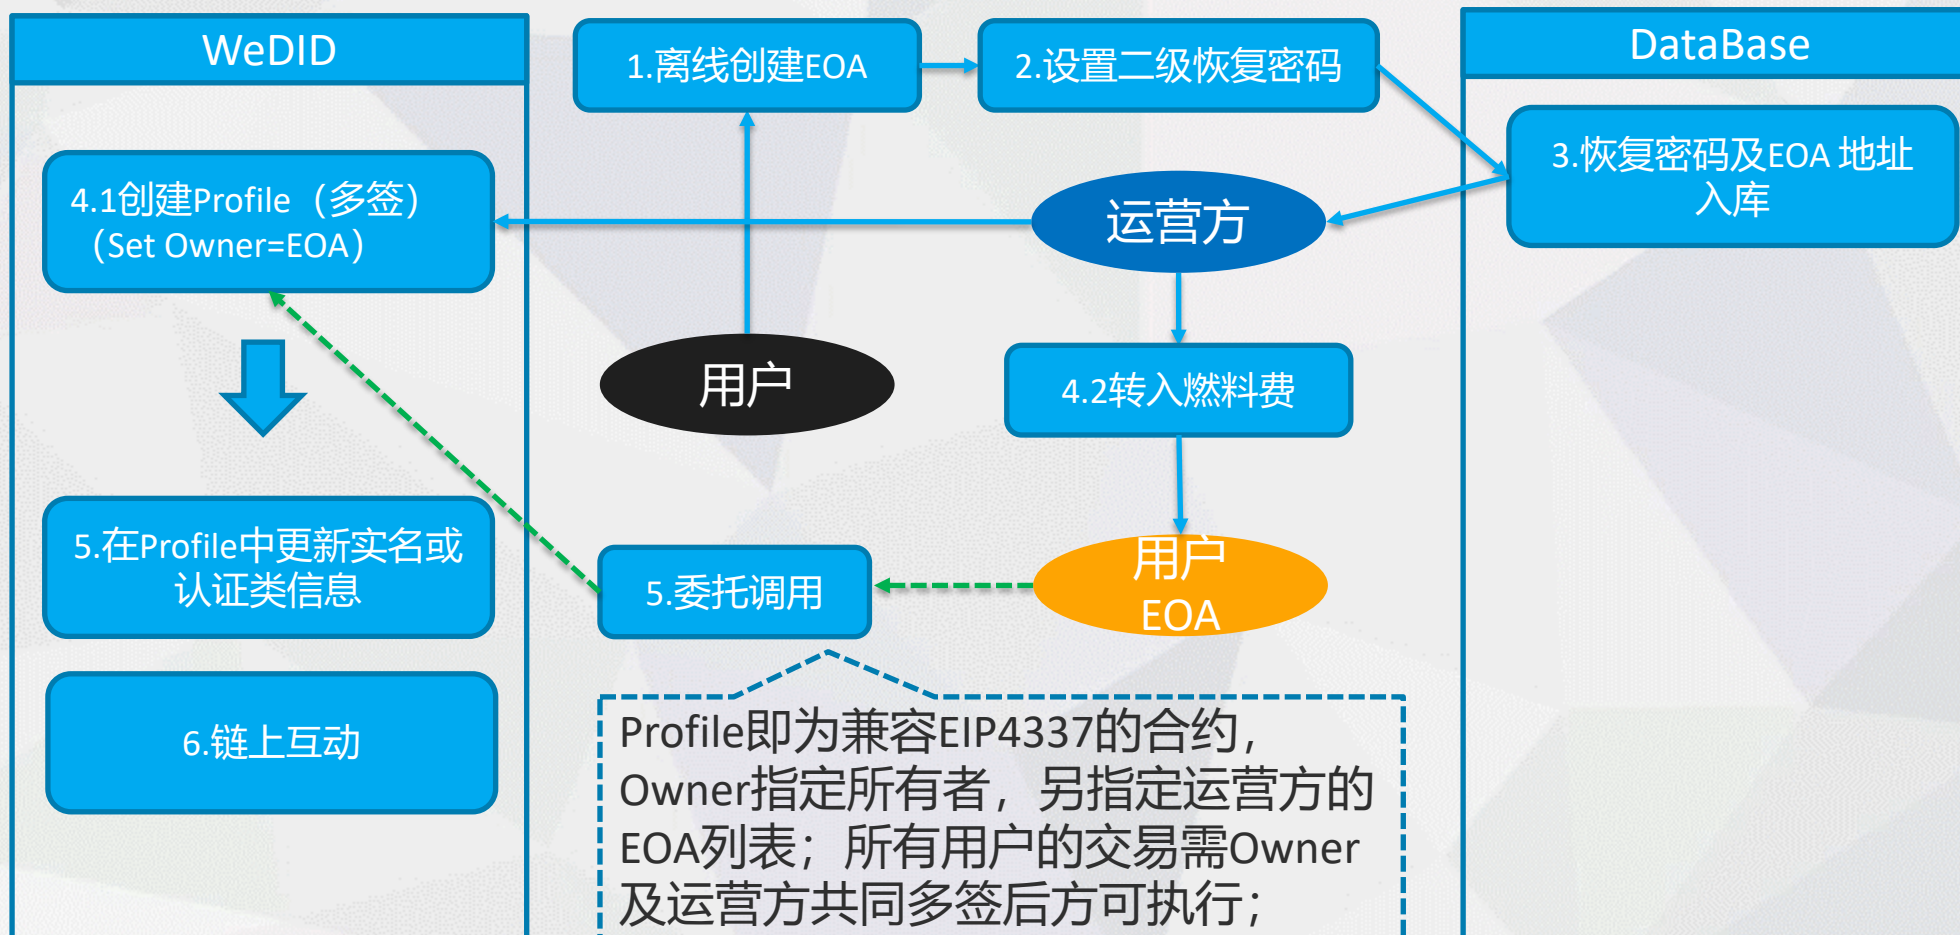 WeDID
1.离线创建EOA
2.设置二级恢复密码
DataBase
3.恢复密码及EOA 地址
入库
4.1创建Profile（多签）
（Set Owner=EOA）
运营方
用户
4.2转入燃料费
5.在Profile中更新实名或
认证类信息
5.委托调用
用户
EOA
6.链上互动
Profile即为兼容EIP4337的合约，
Owner指定所有者，另指定运营方的
EOA列表；所有用户的交易需Owner
及运营方共同多签后方可执行；